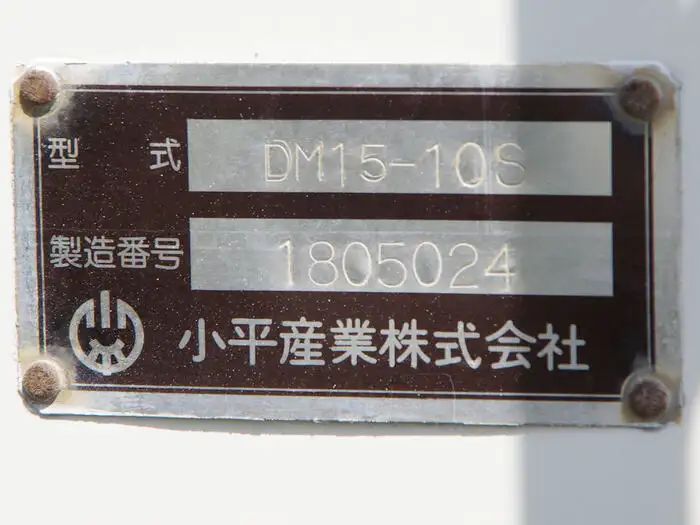 型 式 DM15-10S
製造番号 1805024
小平産業株式会社